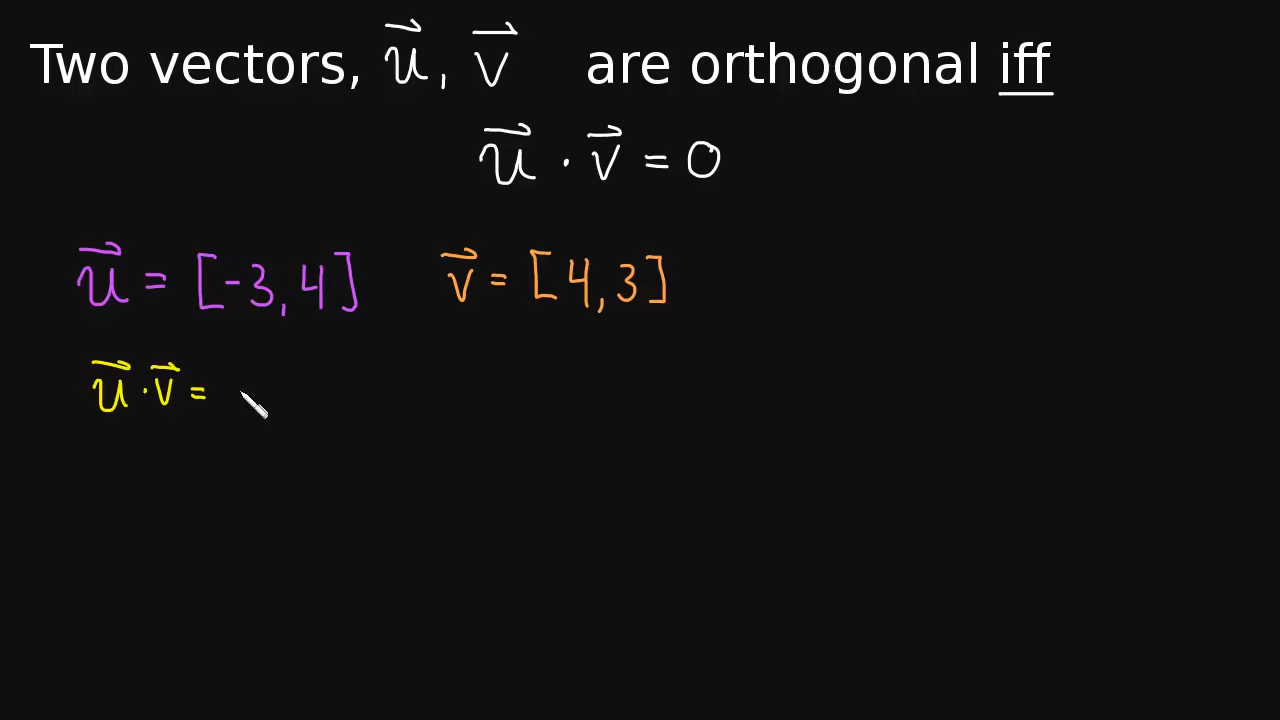 Two vectors, u⃗, v⃗ are orthogonal iff
u⃗ · v⃗ = 0
u⃗ = [-3, 4] v⃗ = [4, 3]
u⃗ · v⃗ =